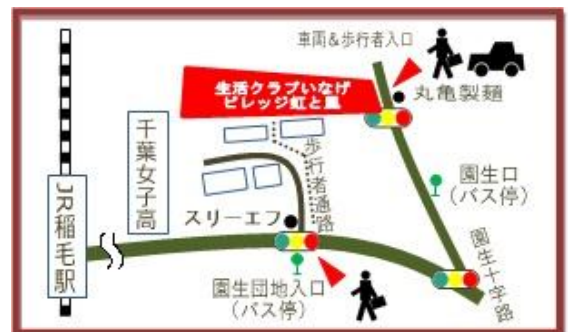 車両＆歩行者入口
生活クラブいなげ
ビレッジ虹と風
丸亀製麺
千葉女子高
歩行者通路
園生口
(バス停)
スリーエフ
JR稲毛駅
園生団地入口
(バス停)
園生十字路